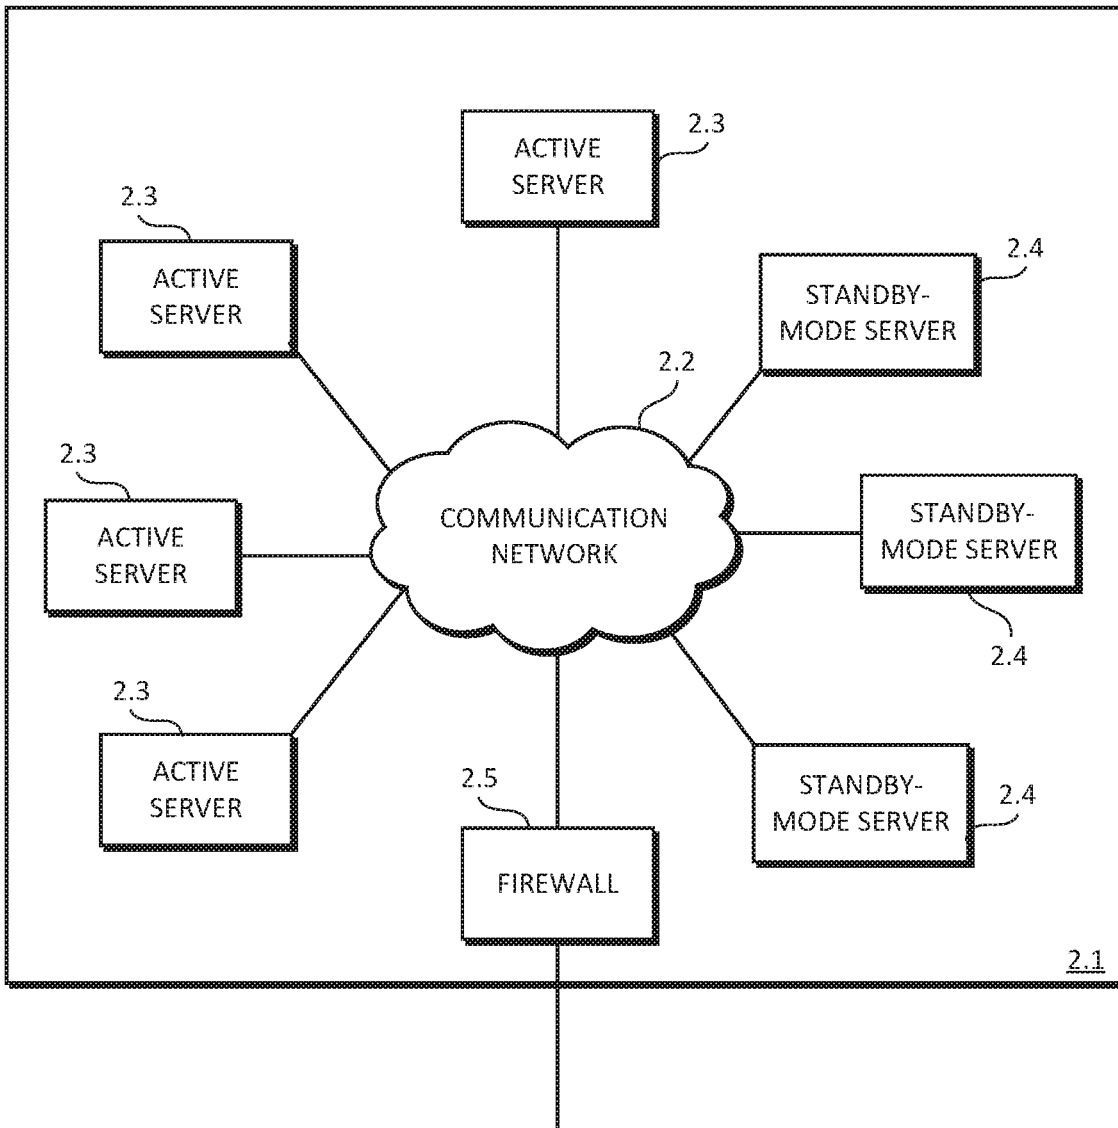 2.3
ACTIVE
SERVER
2.3
ACTIVE
SERVER
2.4
STANDBY-
MODE SERVER
2.2
COMMUNICATION
NETWORK
2.3
ACTIVE
SERVER
STANDBY-
MODE SERVER
2.4
2.3
ACTIVE
SERVER
2.5
FIREWALL
STANDBY-
MODE SERVER
2.4
2.1